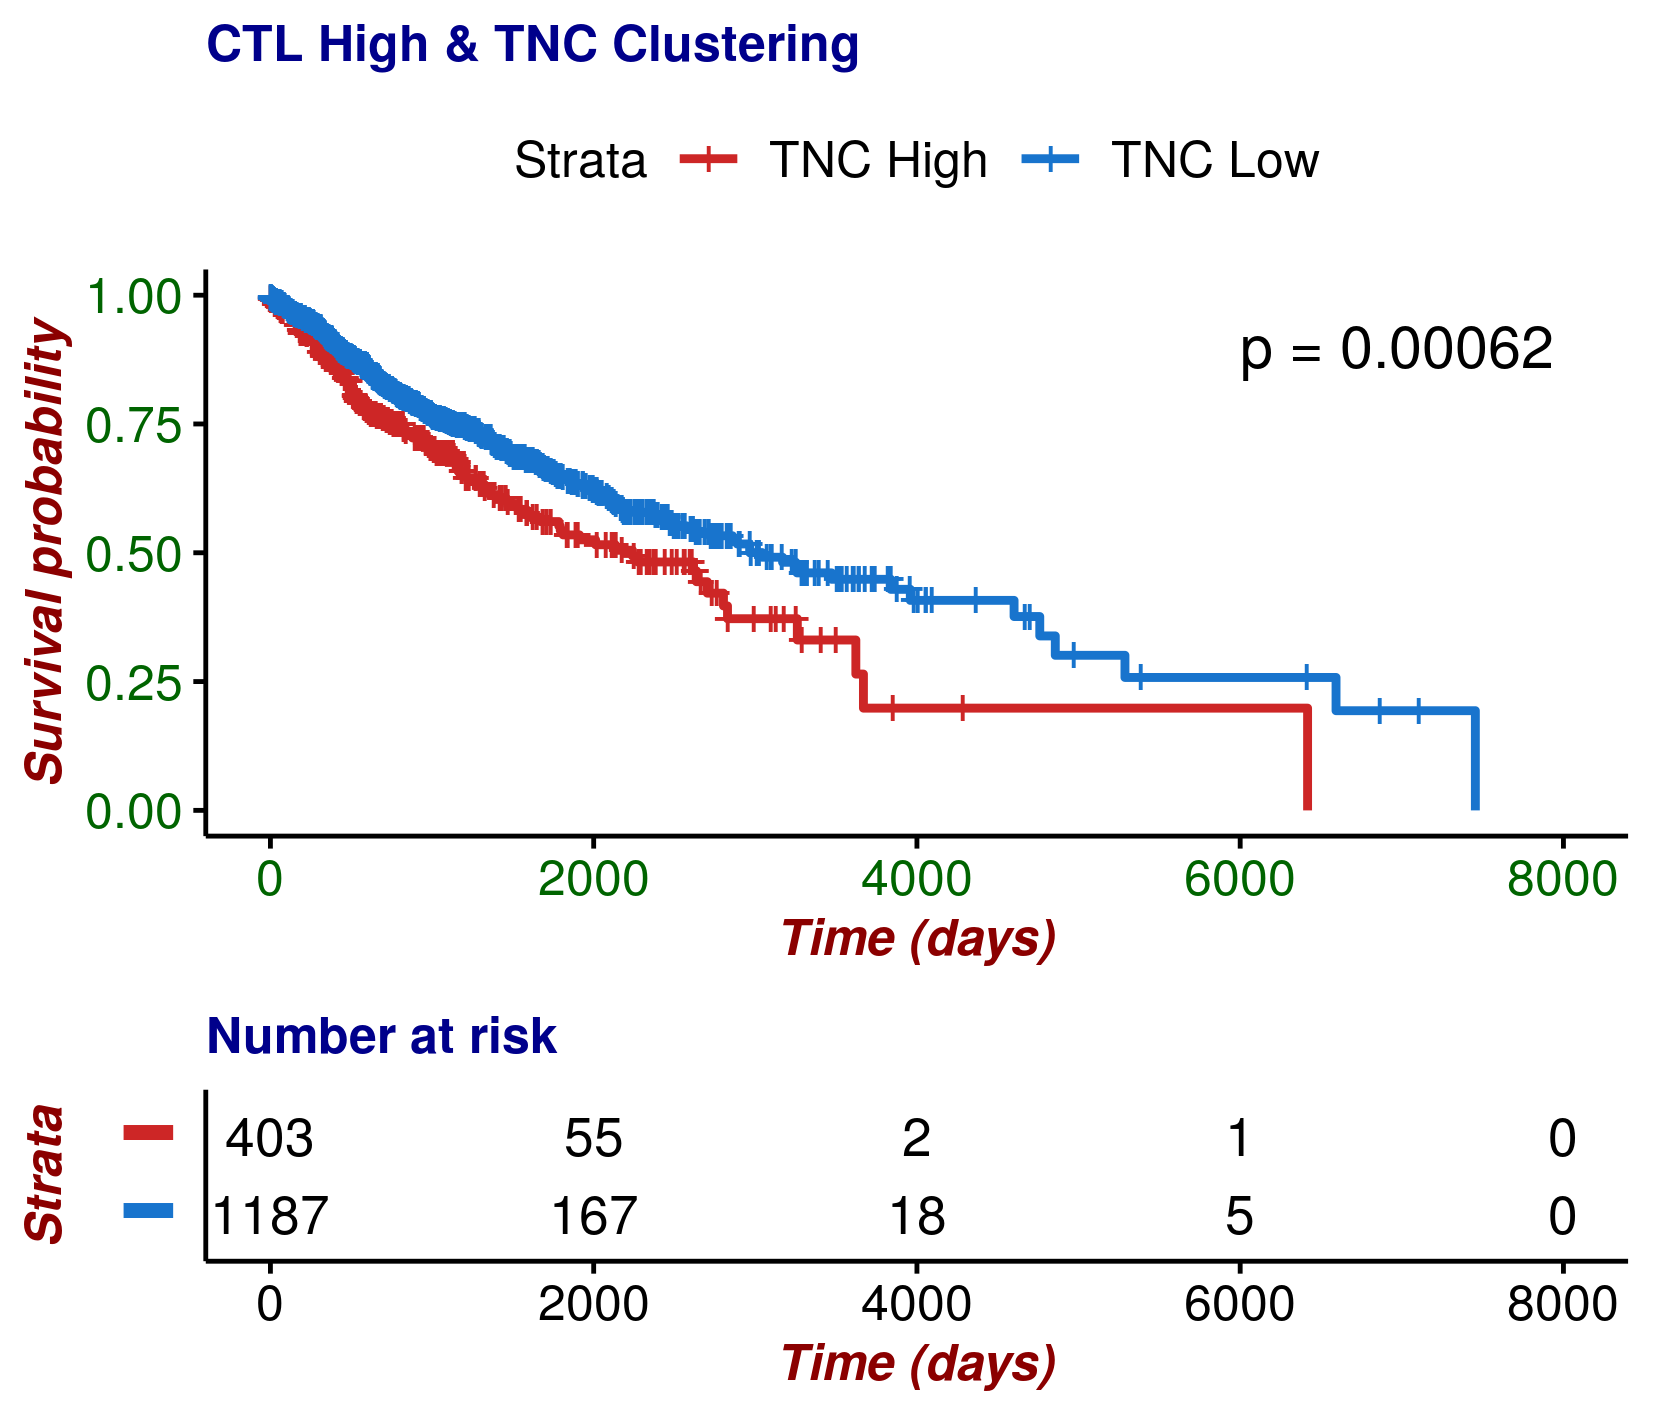 CTL High & TNC Clustering
Strata TNC High TNC Low
1.00
0.75
0.50
0.25
0.00
Survival probability
p = 0.00062
0 2000 4000 6000 8000
Time (days)
Number at risk
Strata
403 55 2 1 0
1187 167 18 5 0
0 2000 4000 6000 8000
Time (days)